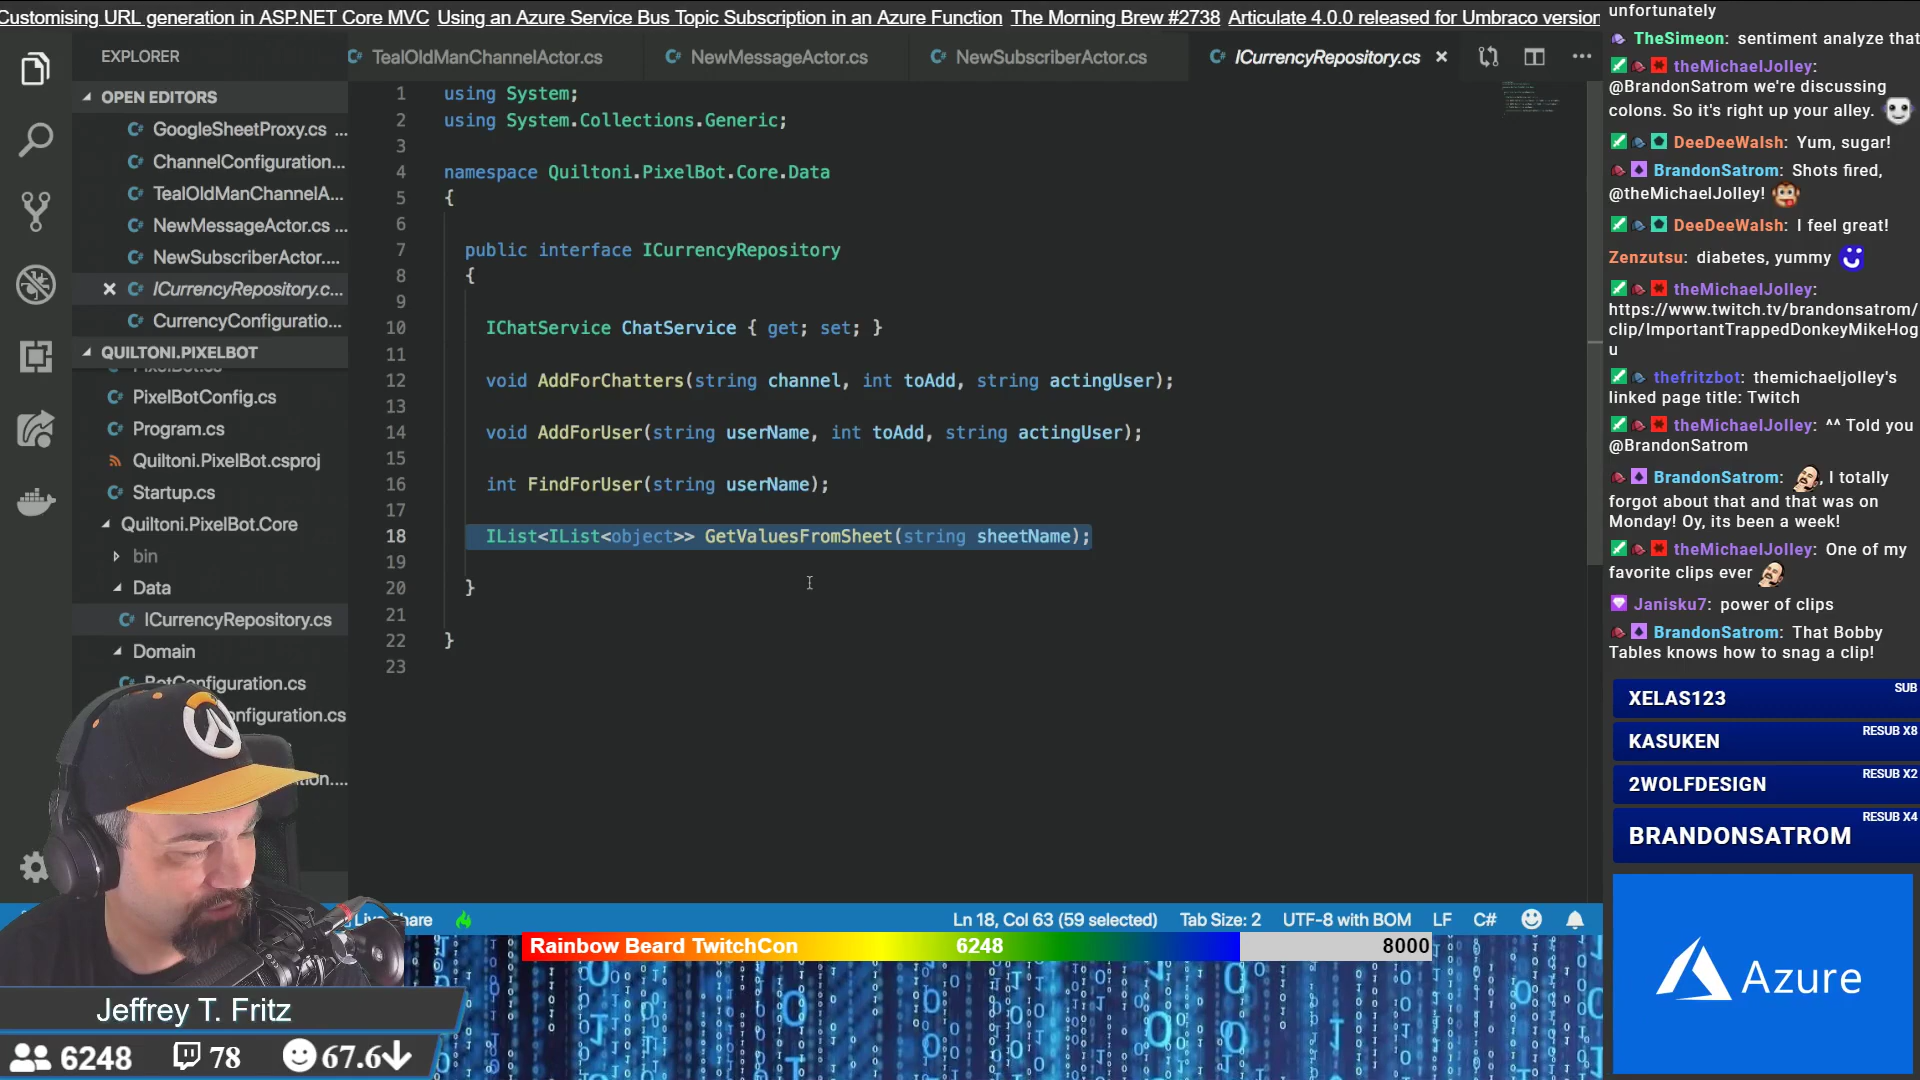 Customising URL generation in ASP.NET Core MVC Using an Azure Service Bus Topic Subscription in an Azure Function The Morning Brew #2738 Articulate 4.0.0 released for Umbraco version
EXPLORER
OPEN EDITORS
GoogleSheetProxy.cs ...
ChannelConfiguration...
TealOldManChannelA...
NewMessageActor.cs ...
NewSubscriberActor....
ICurrencyRepository.c...
CurrencyConfiguratio...
QUILTONI.PIXELBOT
PixelBot.cs
PixelBotConfig.cs
Program.cs
Quiltoni.PixelBot.csproj
Startup.cs
Quiltoni.PixelBot.Core
bin
Data
ICurrencyRepository.cs
Domain
BotConfiguration.cs
nfiguration.cs
TealOldManChannelActor.cs
NewMessageActor.cs
NewSubscriberActor.cs
ICurrencyRepository.cs
1 using System;
2 using System.Collections.Generic;
3
4 namespace Quiltoni.PixelBot.Core.Data
5 {
6
7 public interface ICurrencyRepository
8 {
9
10 IChatService ChatService { get; set; }
11
12 void AddForChatters(string channel, int toAdd, string actingUser);
13
14 void AddForUser(string userName, int toAdd, string actingUser);
15
16 int FindForUser(string userName);
17
18 IList<IList<object>> GetValuesFromSheet(string sheetName);
19
20 }
21
22 }
23
Live Share
Ln 18, Col 63 (59 selected)
Tab Size: 2
UTF-8 with BOM
LF
C#
Rainbow Beard TwitchCon 6248 8000
Jeffrey T. Fritz
6248 78 67.6
unfortunately
TheSimeon: sentiment analyze that
theMichaelJolley:
@BrandonSatrom we're discussing
colons. So it's right up your alley.
DeeDeeWalsh: Yum, sugar!
BrandonSatrom: Shots fired,
@theMichaelJolley!
DeeDeeWalsh: I feel great!
Zenzutsu: diabetes, yummy
theMichaelJolley:
https://www.twitch.tv/brandonsatrom/
clip/ImportantTrappedDonkeyMikeHog
u
thefritzbot: themichaeljolley's
linked page title: Twitch
theMichaelJolley: ^^ Told you
@BrandonSatrom
BrandonSatrom: , I totally
forgot about that and that was on
Monday! Oy, its been a week!
theMichaelJolley: One of my
favorite clips ever
Janisku7: power of clips
BrandonSatrom: That Bobby
Tables knows how to snag a clip!
XELAS123 SUB
KASUKEN RESUB X8
2WOLFDESIGN RESUB X2
BRANDONSATROM RESUB X4
Azure